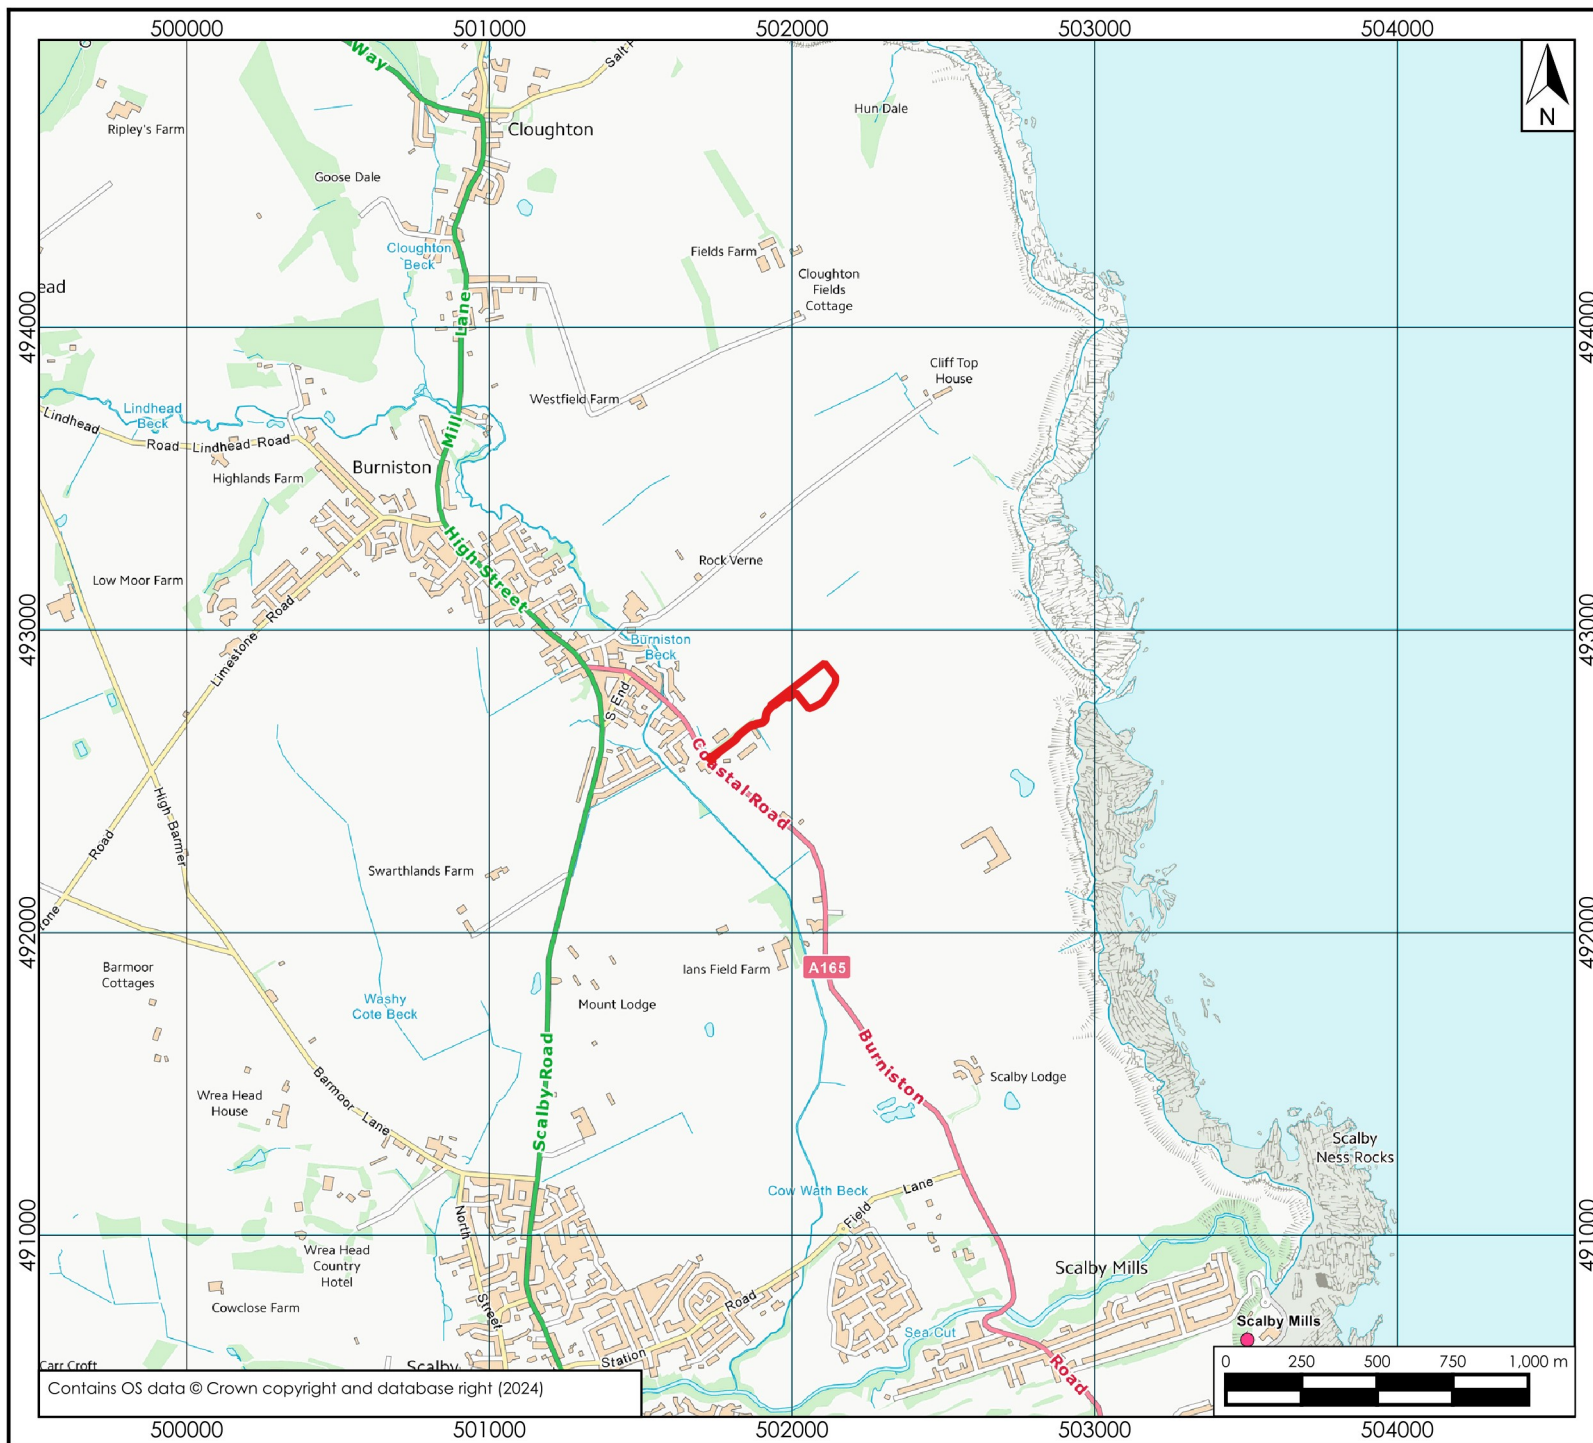 500000
501000
502000
503000
504000
Way
Salt
Hun Dale
N
Ripley's Farm
Cloughton
Goose Dale
Cloughton
Beck
Fields Farm
Cloughton
Fields
Cottage
ead
Lane
494000
494000
Cliff Top
House
Westfield Farm
Lindhead
Beck
Lindhead
Road
Lindhead Road
Mill
Burniston
Highlands Farm
High Street
Rock Verne
Low Moor Farm
Limestone Road
493000
493000
Burniston
Beck
S End
Coastal Road
High Barmer
Road
Swarthlands Farm
tone
492000
492000
Barmoor
Cottages
Ians Field Farm
A165
Washy
Cote Beck
Mount Lodge
Burniston
Scalby Road
Scalby Lodge
Barmoor Lane
Wrea Head
House
Scalby
Ness Rocks
Cow Wath Beck
Field
Lane
North
Street
491000
491000
Wrea Head
Country
Hotel
Scalby Mills
Cowclose Farm
Road
Sea Cut
Scalby Mills
Station
Carr Croft
Scalby
Road
0 250 500 750 1,000 m
Contains OS data © Crown copyright and database right (2024)
500000
501000
502000
503000
504000